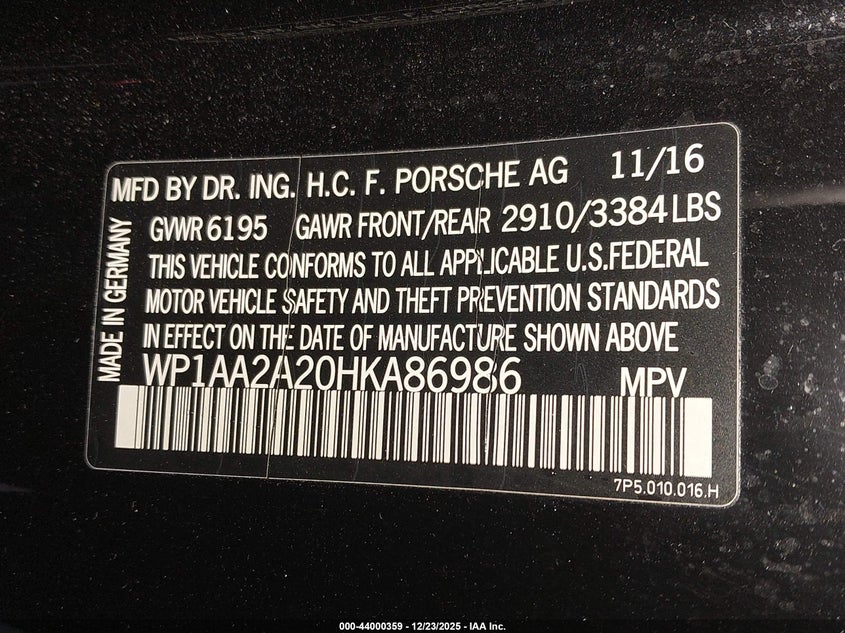 MFD BY DR. ING. H.C. F. PORSCHE AG 11/16
GVWR 6195 GAWR FRONT/REAR 2910/3384 LBS
THIS VEHICLE CONFORMS TO ALL APPLICABLE U.S.FEDERAL
MOTOR VEHICLE SAFETY AND THEFT PREVENTION STANDARDS
IN EFFECT ON THE DATE OF MANUFACTURE SHOWN ABOVE
WP1AA2A20HKA86986 MPV
MADE IN GERMANY
7P5.010.016.H
000-44000359 - 12/23/2025 - IAA Inc.